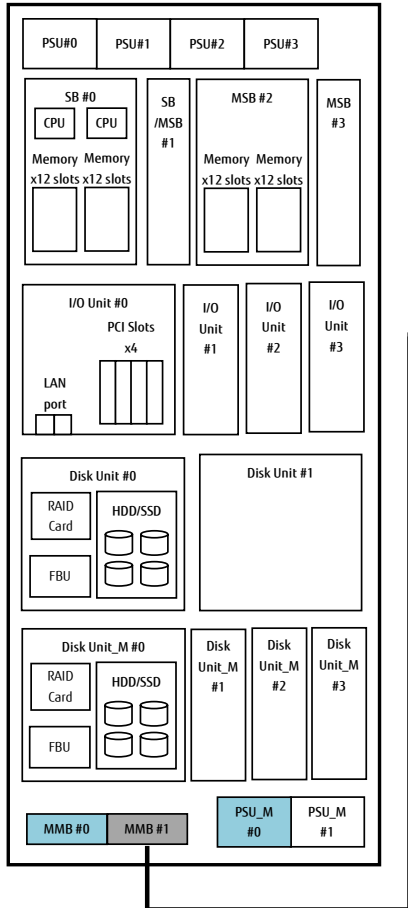 PSU#0 PSU#1 PSU#2 PSU#3
SB #0
CPU CPU
Memory Memory
x12 slots x12 slots
SB
/MSB
#1
MSB #2
Memory Memory
x12 slots x12 slots
MSB
#3
I/O Unit #0
PCI Slots
x4
LAN
port
I/O
Unit
#1
I/O
Unit
#2
I/O
Unit
#3
Disk Unit #0
RAID
Card
FBU
HDD/SSD
Disk Unit #1
Disk Unit_M #0
RAID
Card
FBU
HDD/SSD
Disk
Unit_M
#1
Disk
Unit_M
#2
Disk
Unit_M
#3
MMB #0 MMB #1
PSU_M
#0
PSU_M
#1